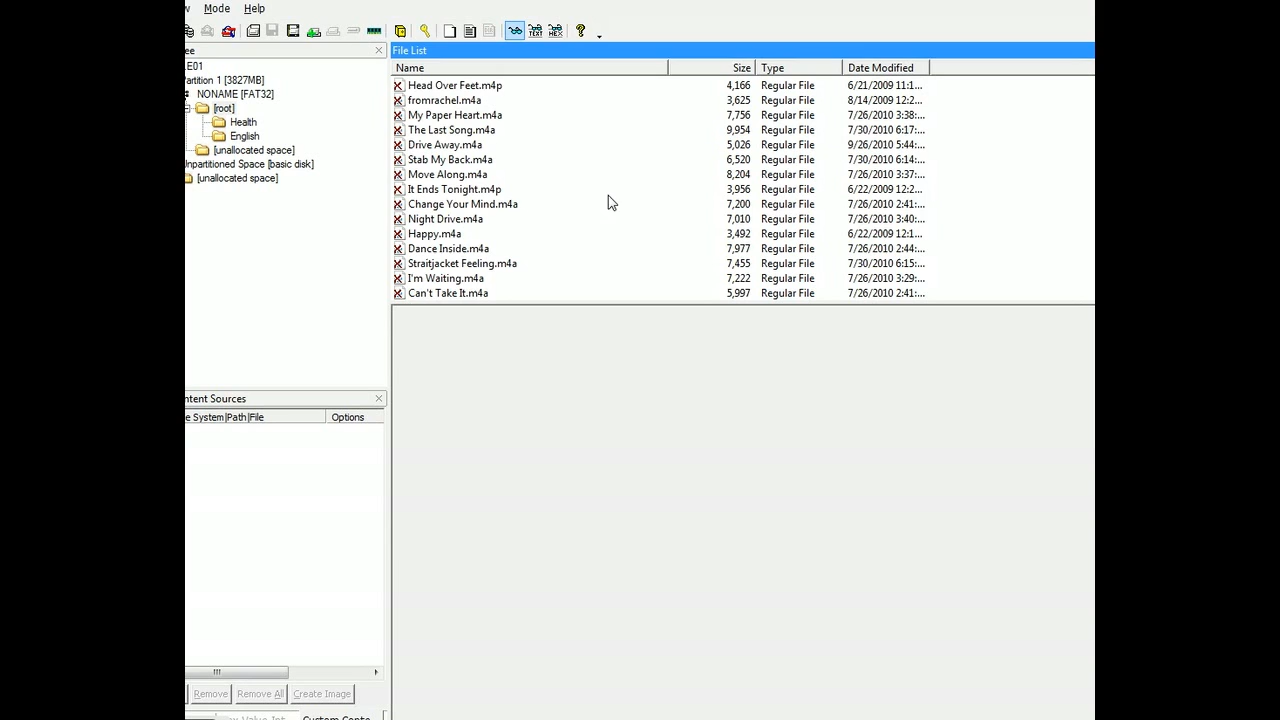 w Mode Help
ee
File List
.E01
Partition 1 [3827MB]
NONAME [FAT32]
[root]
Health
English
[unallocated space]
Unpartitioned Space [basic disk]
[unallocated space]
Name Size Type Date Modified
Head Over Feet.m4p 4,166 Regular File 6/21/2009 11:1...
fromrachel.m4a 3,625 Regular File 8/14/2009 12:2...
My Paper Heart.m4a 7,756 Regular File 7/26/2010 3:38:...
The Last Song.m4a 9,954 Regular File 7/30/2010 6:17:...
Drive Away.m4a 5,026 Regular File 9/26/2010 5:44:...
Stab My Back.m4a 6,520 Regular File 7/30/2010 6:14:...
Move Along.m4a 8,204 Regular File 7/26/2010 3:37:...
It Ends Tonight.m4p 3,956 Regular File 6/22/2009 12:2...
Change Your Mind.m4a 7,200 Regular File 7/26/2010 2:41:...
Night Drive.m4a 7,010 Regular File 7/26/2010 3:40:...
Happy.m4a 3,492 Regular File 6/22/2009 12:1...
Dance Inside.m4a 7,977 Regular File 7/26/2010 2:44:...
Straitjacket Feeling.m4a 7,455 Regular File 7/30/2010 6:15:...
I'm Waiting.m4a 7,222 Regular File 7/26/2010 3:29:...
Can't Take It.m4a 5,997 Regular File 7/26/2010 2:41:...
ntent Sources
e System|Path|File Options
Remove Remove All Create Image